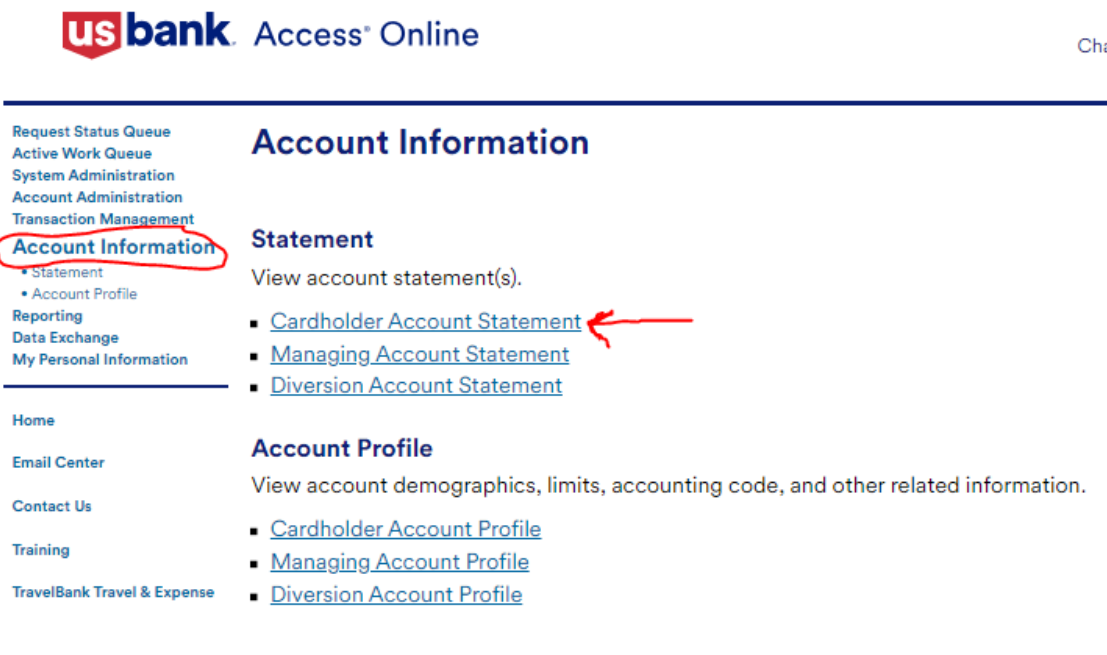 usbank Access® Online
Request Status Queue
Active Work Queue
System Administration
Account Administration
Transaction Management
Account Information
• Statement
• Account Profile
Reporting
Data Exchange
My Personal Information
Home
Email Center
Contact Us
Training
TravelBank Travel & Expense
Account Information
Statement
View account statement(s).
▪ Cardholder Account Statement
▪ Managing Account Statement
▪ Diversion Account Statement
Account Profile
View account demographics, limits, accounting code, and other related information.
▪ Cardholder Account Profile
▪ Managing Account Profile
▪ Diversion Account Profile